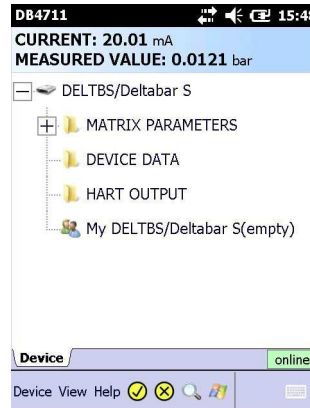 DB4711 15:48
CURRENT: 20.01 mA
MEASURED VALUE: 0.0121 bar
DELTBS/Deltabar S
MATRIX PARAMETERS
DEVICE DATA
HART OUTPUT
My DELTBS/Deltabar S(empty)
Device online
Device View Help